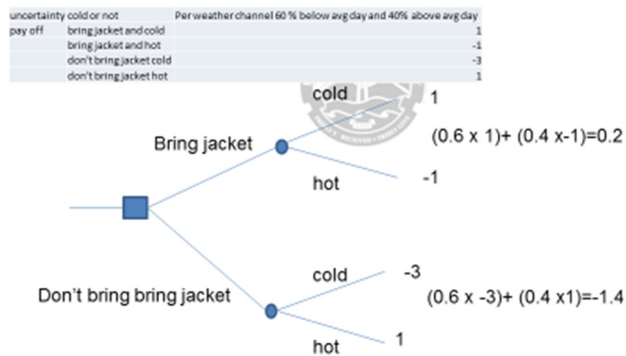 uncertainty cold or not Per weather channel 60 % below avg day and 40% above avg day
pay off bring jacket and cold 1
bring jacket and hot -1
don't bring jacket cold -3
don't bring jacket hot 1
cold 1
(0.6 x 1)+ (0.4 x-1)=0.2
Bring jacket
hot -1
cold -3
Don't bring bring jacket (0.6 x -3)+ (0.4 x1)=-1.4
hot 1